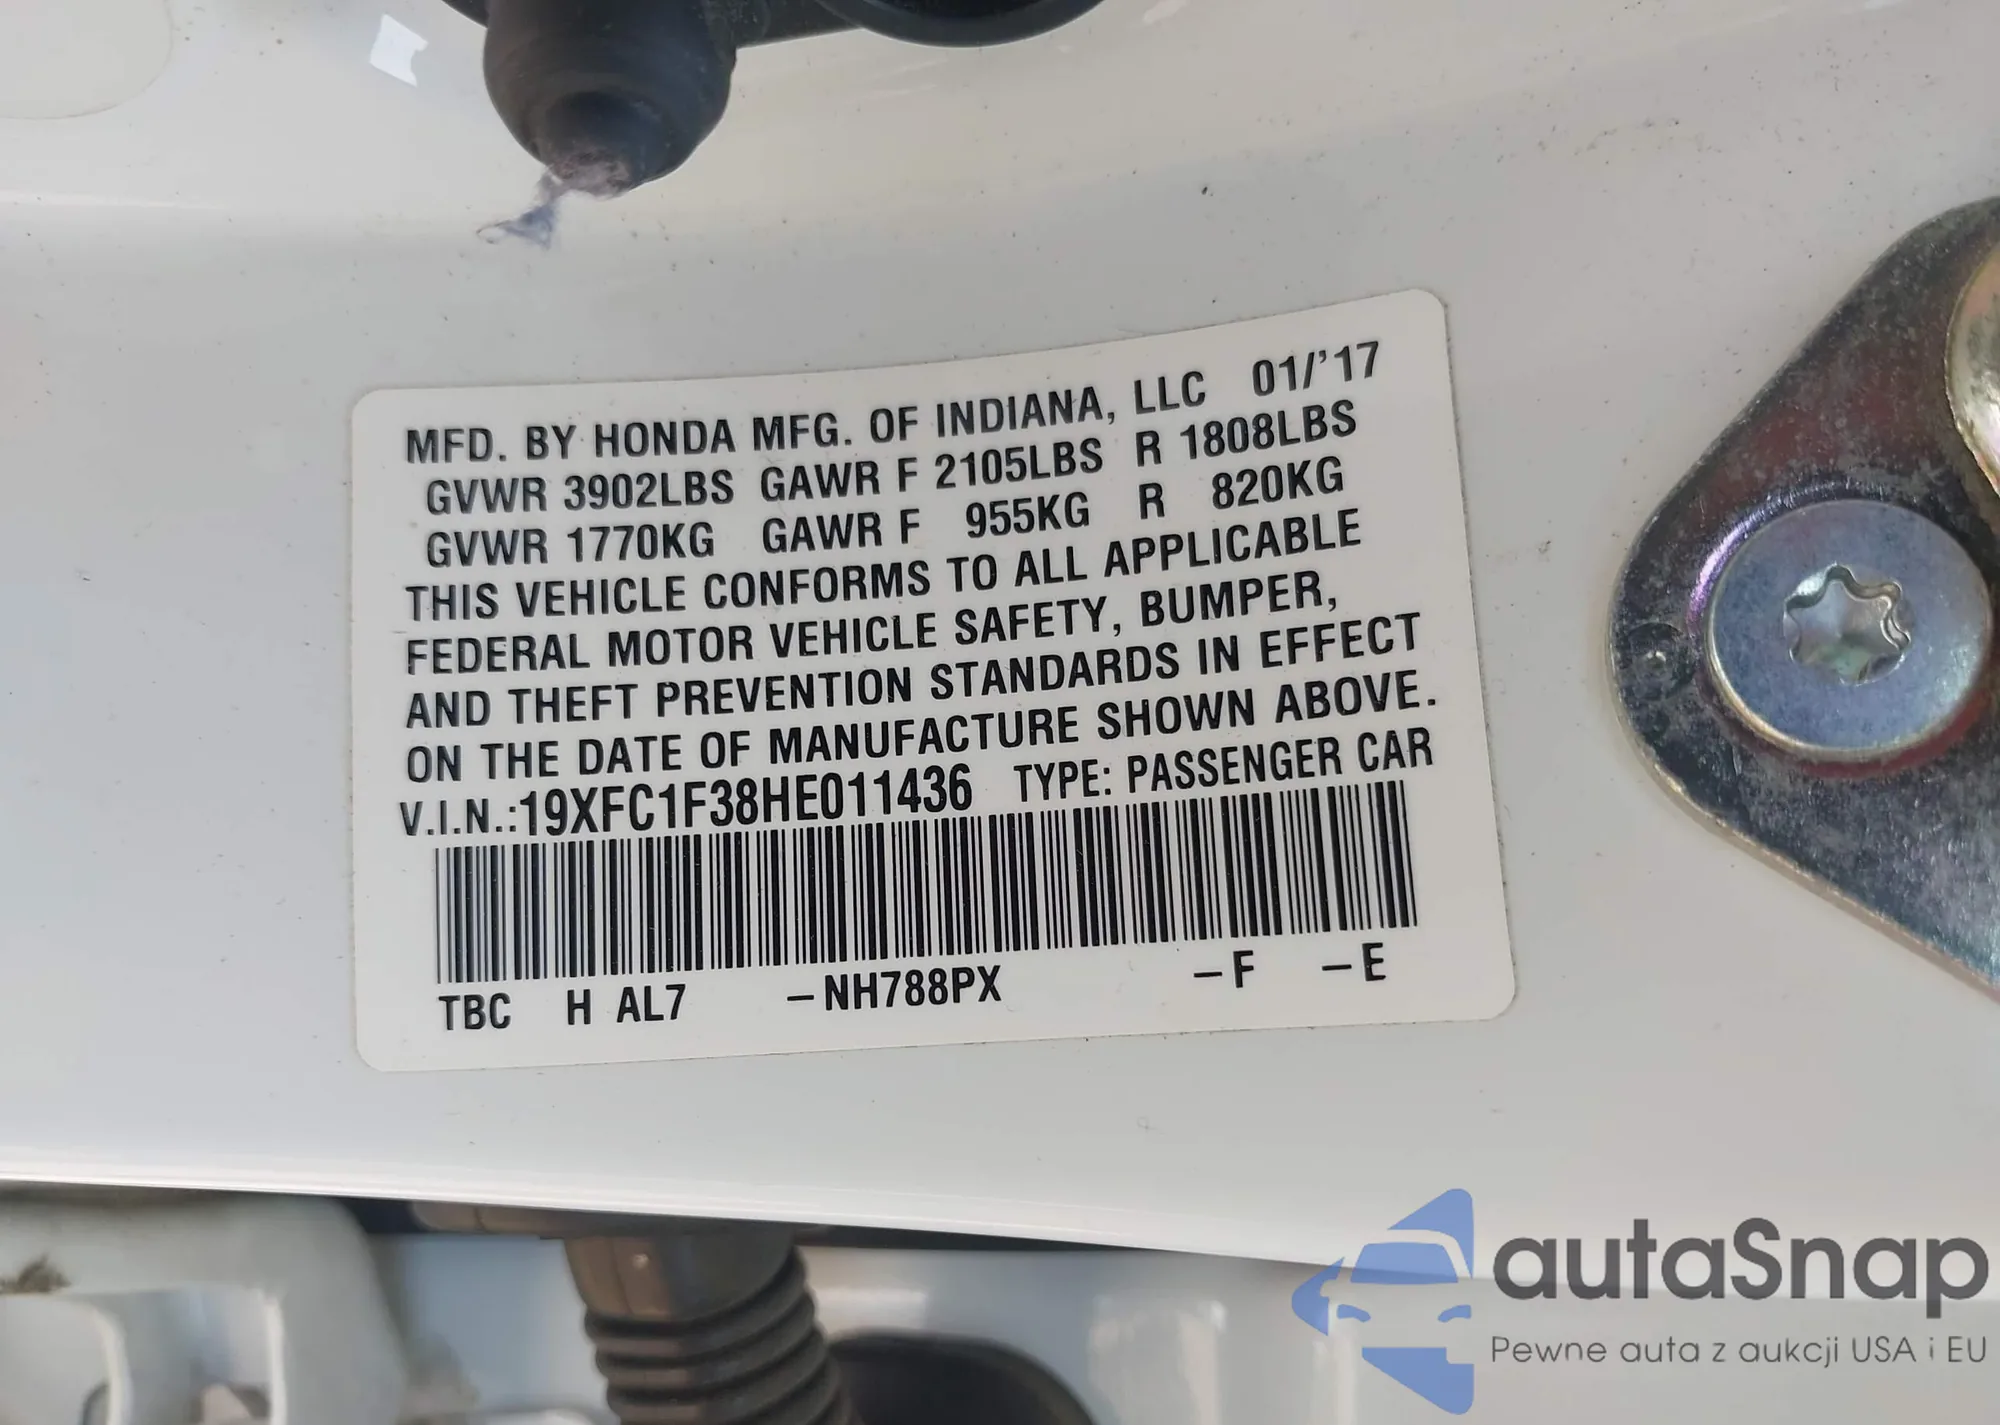 MFD. BY HONDA MFG. OF INDIANA, LLC 01/'17
GVWR 3902LBS GAWR F 2105LBS R 1808LBS
GVWR 1770KG GAWR F 955KG R 820KG
THIS VEHICLE CONFORMS TO ALL APPLICABLE
FEDERAL MOTOR VEHICLE SAFETY, BUMPER,
AND THEFT PREVENTION STANDARDS IN EFFECT
ON THE DATE OF MANUFACTURE SHOWN ABOVE.
V.I.N.:19XFC1F38HE011436 TYPE: PASSENGER CAR
TBC H AL7 –NH788PX –F –E
autaSnap
Pewne auta z aukcji USA i EU